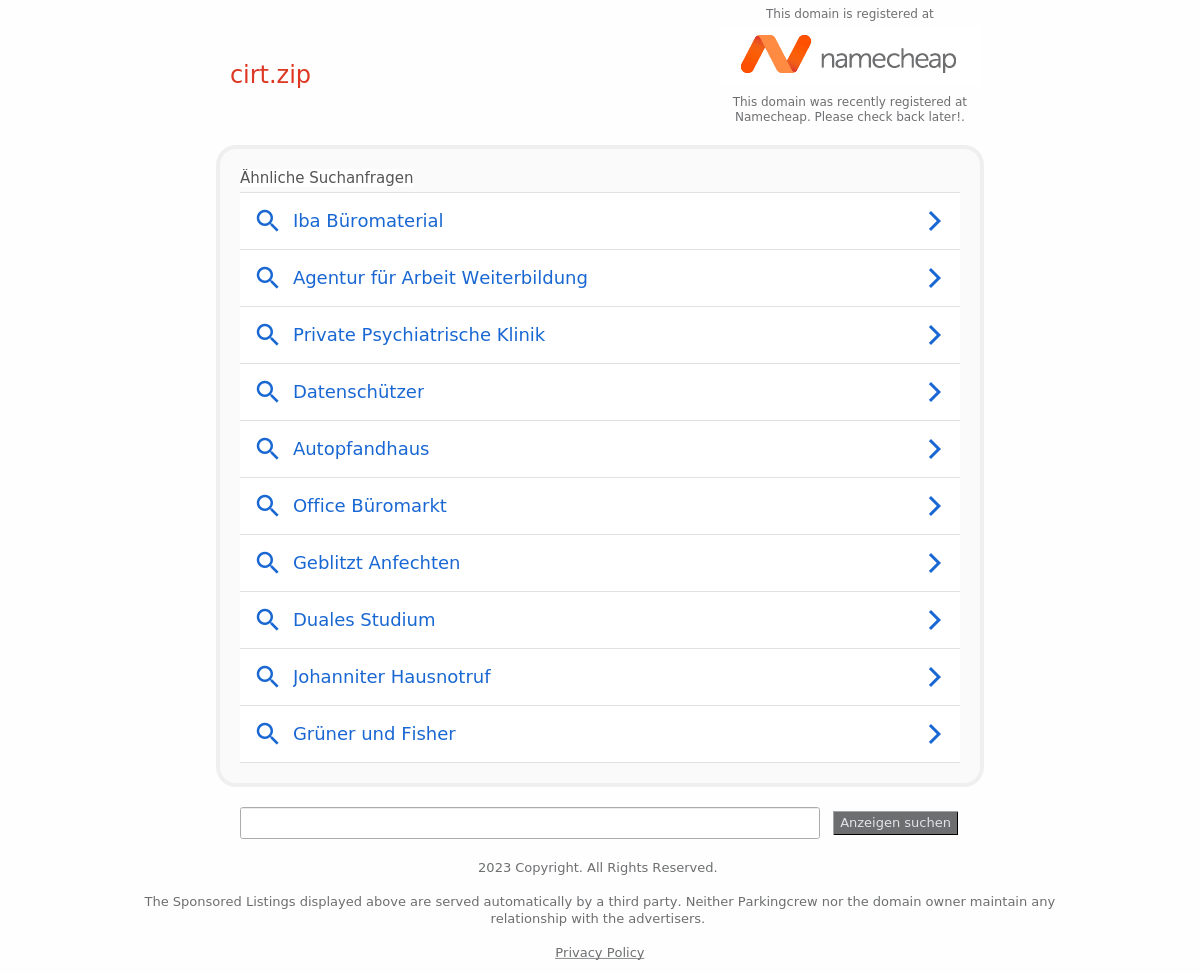 This domain is registered at
namecheap
cirt.zip
This domain was recently registered at
Namecheap. Please check back later!.
Ähnliche Suchanfragen
Iba Büromaterial
Agentur für Arbeit Weiterbildung
Private Psychiatrische Klinik
Datenschützer
Autopfandhaus
Office Büromarkt
Geblitzt Anfechten
Duales Studium
Johanniter Hausnotruf
Grüner und Fisher
Anzeigen suchen
2023 Copyright. All Rights Reserved.
The Sponsored Listings displayed above are served automatically by a third party. Neither Parkingcrew nor the domain owner maintain any
relationship with the advertisers.
Privacy Policy